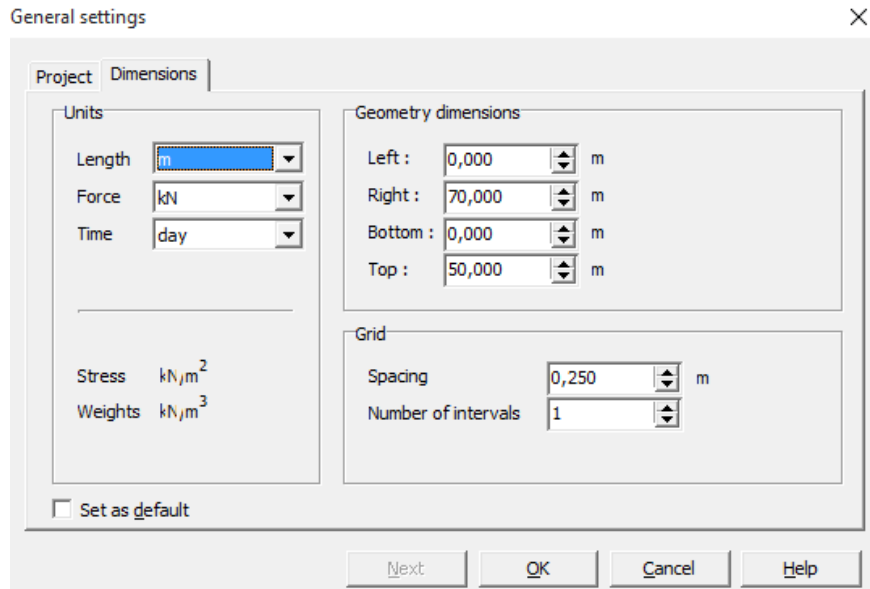 General settings
Project Dimensions
Units
Length m
Force kN
Time day
Stress kN/m²
Weights kN/m³
Geometry dimensions
Left : 0,000 m
Right : 70,000 m
Bottom : 0,000 m
Top : 50,000 m
Grid
Spacing 0,250 m
Number of intervals 1
Set as default
Next OK Cancel Help